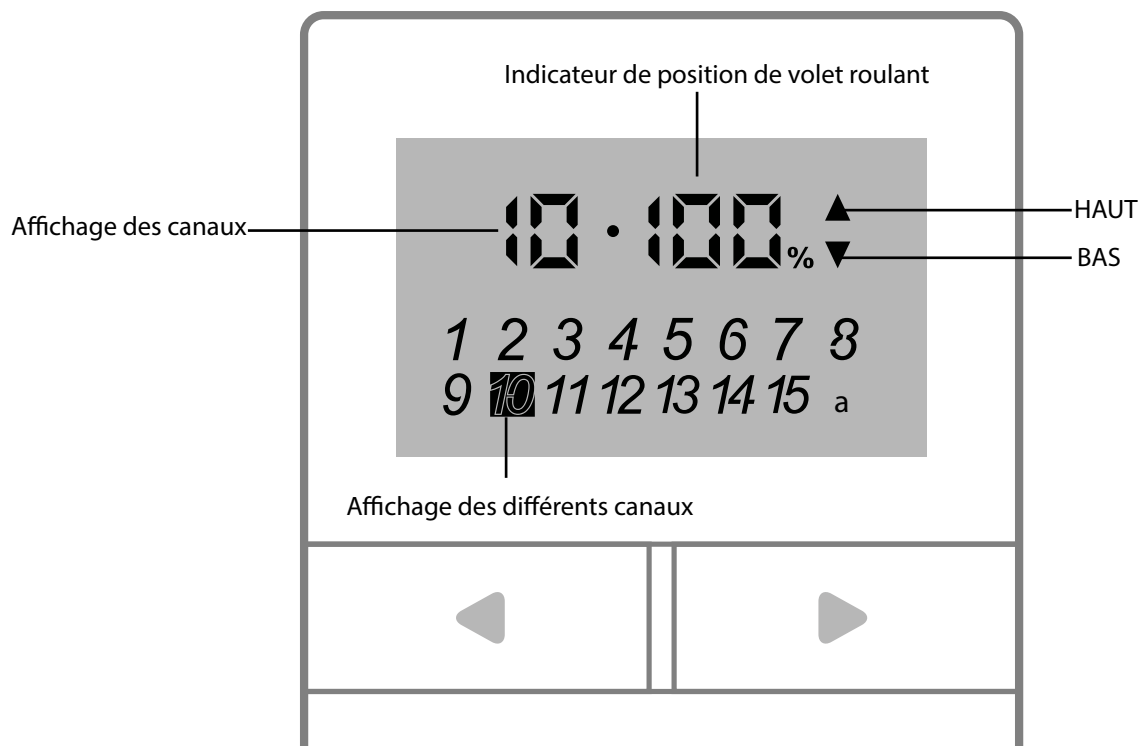 Indicateur de position de volet roulant
Affichage des canaux
10 · 100 % ▲
HAUT
▼
BAS
1 2 3 4 5 6 7 8
9 10 11 12 13 14 15 a
Affichage des différents canaux